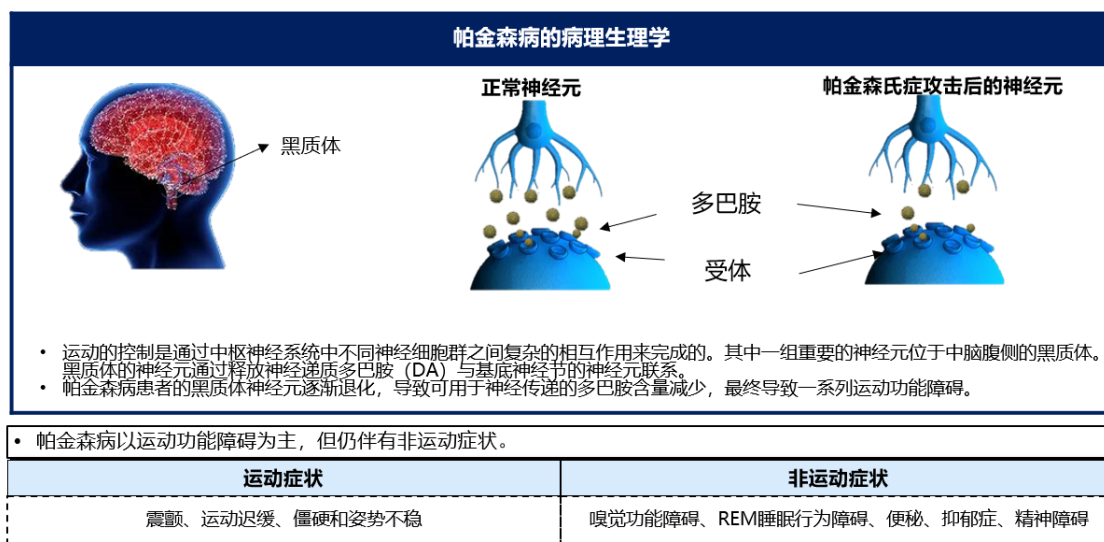 帕金森病的病理生理学
正常神经元
帕金森氏症攻击后的神经元
黑质体
多巴胺
受体
• 运动的控制是通过中枢神经系统中不同神经细胞群之间复杂的相互作用来完成的。其中一组重要的神经元位于中脑腹侧的黑质体。
黑质体的神经元通过释放神经递质多巴胺（DA）与基底神经节的神经元联系。
• 帕金森病患者的黑质体神经元逐渐退化，导致可用于神经传递的多巴胺含量减少，最终导致一系列运动功能障碍。
• 帕金森病以运动功能障碍为主，但仍伴有非运动症状。
运动症状
非运动症状
震颤、运动迟缓、僵硬和姿势不稳
嗅觉功能障碍、REM睡眠行为障碍、便秘、抑郁症、精神障碍